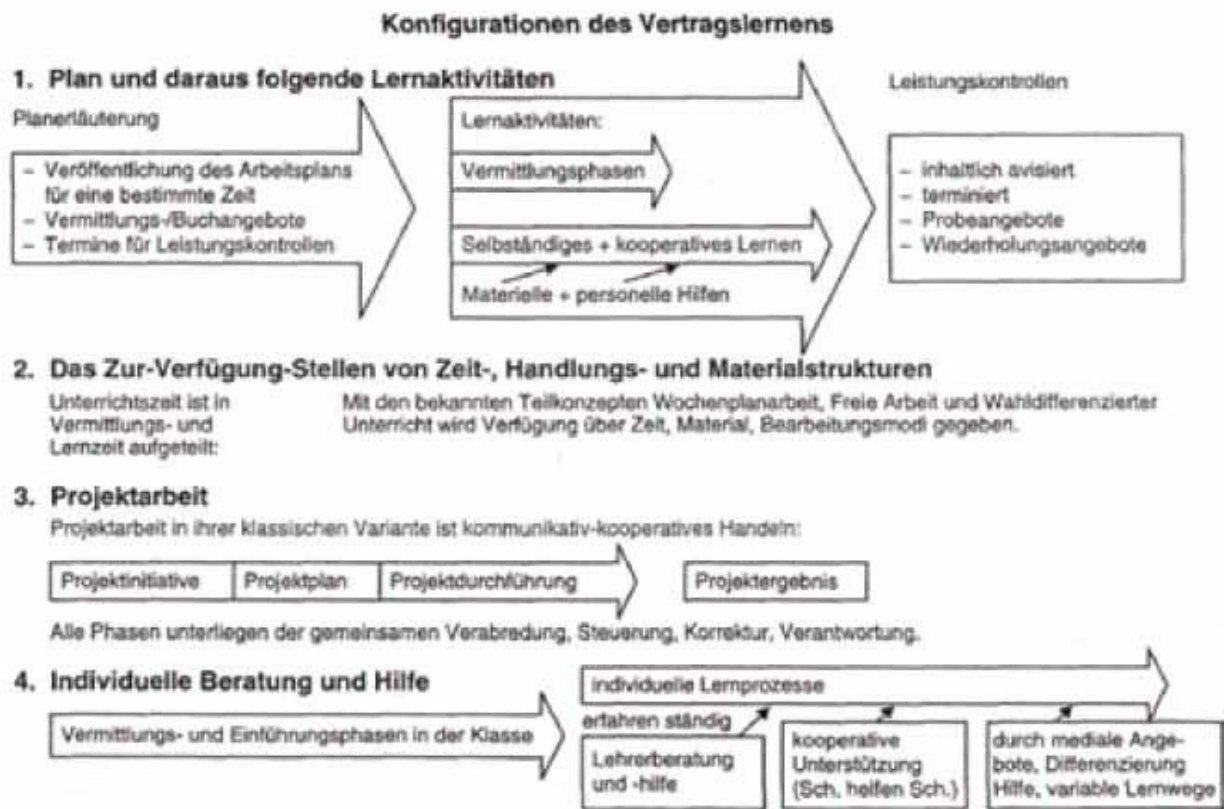 Konfigurationen des Vertragslernens
1. Plan und daraus folgende Lernaktivitäten
Planerläuterung
– Veröffentlichung des Arbeitsplans
für eine bestimmte Zeit
– Vermittlungs-/Buchangebote
– Termine für Leistungskontrollen
Lernaktivitäten:
Vermittlungsphasen
Selbständiges + kooperatives Lernen
Materielle + personelle Hilfen
Leistungskontrollen
– inhaltlich avisiert
– terminiert
– Probeangebote
– Wiederholungsangebote
2. Das Zur-Verfügung-Stellen von Zeit-, Handlungs- und Materialstrukturen
Unterrichtszeit ist in
Vermittlungs- und
Lernzeit aufgeteilt:
Mit den bekannten Teilkonzepten Wochenplanarbeit, Freie Arbeit und Wahldifferenzierter
Unterricht wird Verfügung über Zeit, Material, Bearbeitungsmodi gegeben.
3. Projektarbeit
Projektarbeit in ihrer klassischen Variante ist kommunikativ-kooperatives Handeln:
Projektinitiative
Projektplan
Projektdurchführung
Projektergebnis
Alle Phasen unterliegen der gemeinsamen Verabredung, Steuerung, Korrektur, Verantwortung.
4. Individuelle Beratung und Hilfe
Vermittlungs- und Einführungsphasen in der Klasse
individuelle Lernprozesse
erfahren ständig
Lehrerberatung
und -hilfe
kooperative
Unterstützung
(Sch. helfen Sch.)
durch mediale Ange-
bote, Differenzierung
Hilfe, variable Lernwege